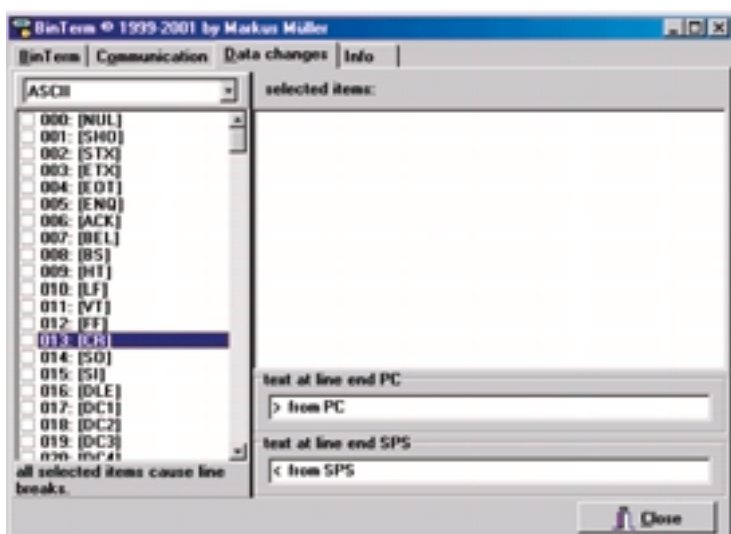 BinTerm © 1999-2001 by Markus Müller
BinTerm Communication Data changes Info
ASCII
selected items:
000: [NUL]
001: [SHO]
002: [STX]
003: [ETX]
004: [EOT]
005: [ENQ]
006: [ACK]
007: [BEL]
008: [BS]
009: [HT]
010: [LF]
011: [VT]
012: [FF]
013: [CR]
014: [SO]
015: [SI]
016: [DLE]
017: [DC1]
018: [DC2]
019: [DC3]
020: [DC4]
all selected items cause line
breaks.
text at line end PC
> from PC
text at line end SPS
< from SPS
Close